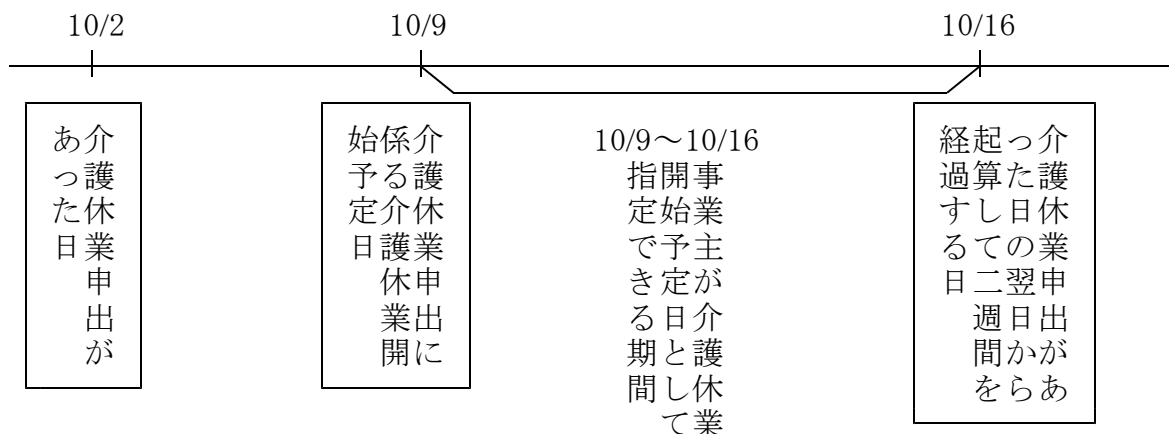 10/2
10/9
10/16
介護休業申出が
あった日
介護休業申出に
係る介護休業開
始予定日
10/9～10/16
事業主が介護休業
開始予定日として
指定できる期間
介護休業申出があ
った日の翌日から
起算して二週間を
経過する日